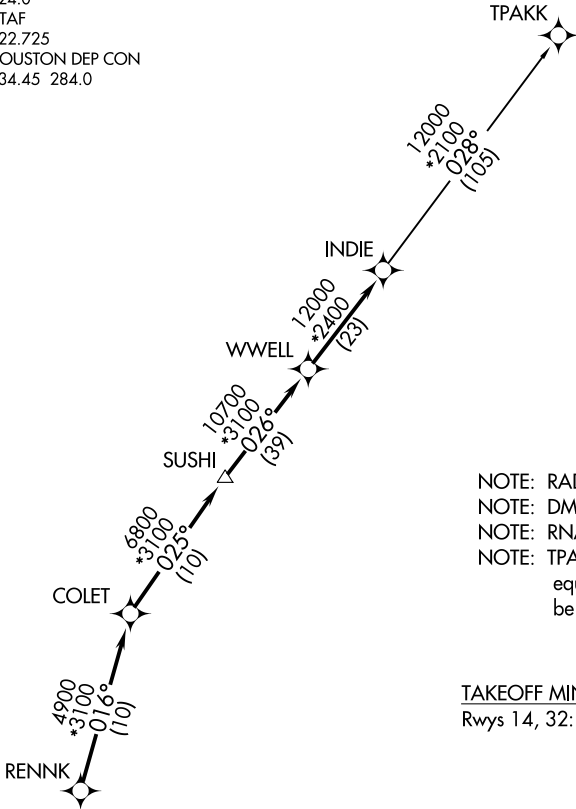 24.0
TAF
22.725
OUSTON DEP CON
34.45 284.0
TPAKK
12000
*2100
028°
(105)
INDIE
12000
*2400
(23)
WWELL
10700
*3100
026°
(39)
SUSHI
6800
*3100
025°
(10)
COLET
4900
*3100
016°
(10)
RENNK
NOTE: RAD
NOTE: DM
NOTE: RNA
NOTE: TPA
equ
be
TAKEOFF MIN
Rwys 14, 32: